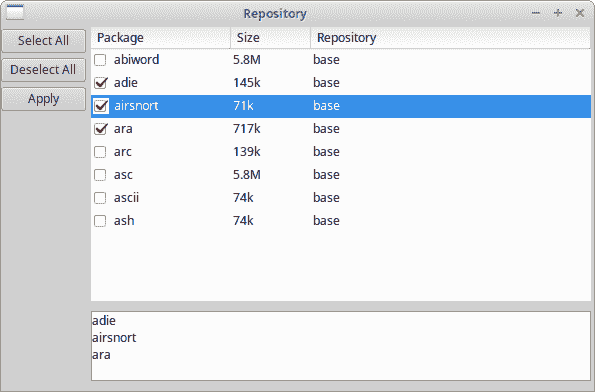 Repository
Select All
Deselect All
Apply
Package Size Repository
abiword 5.8M base
adie 145k base
airsnort 71k base
ara 717k base
arc 139k base
asc 5.8M base
ascii 74k base
ash 74k base
adie
airsnort
ara